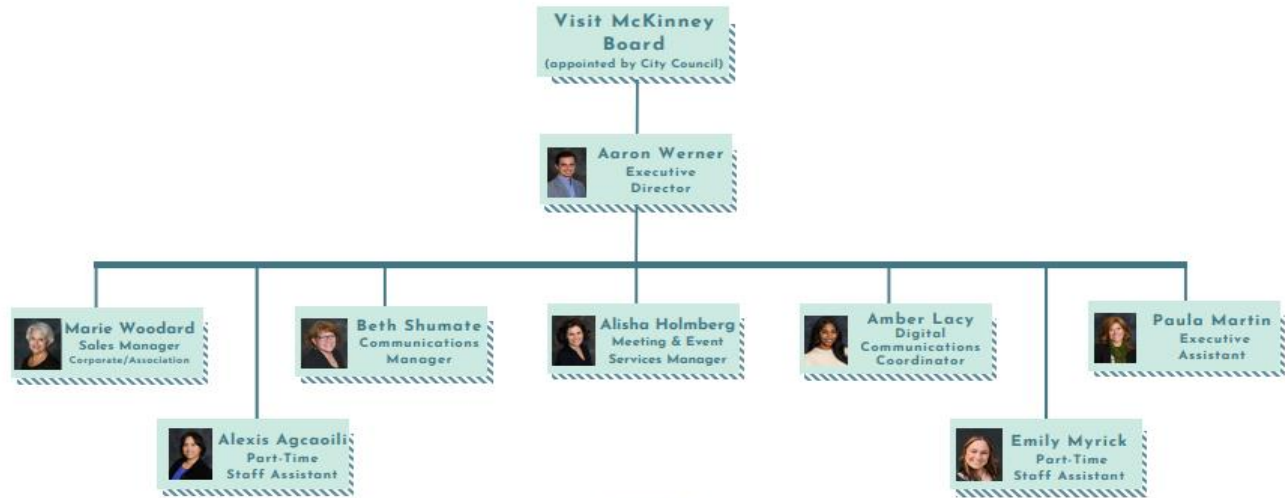 Visit McKinney
Board
(appointed by City Council)
Aaron Werner
Executive
Director
Marie Woodard
Sales Manager
Corporate/Association
Beth Shumate
Communications
Manager
Alisha Holmberg
Meeting & Event
Services Manager
Amber Lacy
Digital
Communications
Coordinator
Paula Martin
Executive
Assistant
Alexis Agcaoili
Part-Time
Staff Assistant
Emily Myrick
Part-Time
Staff Assistant